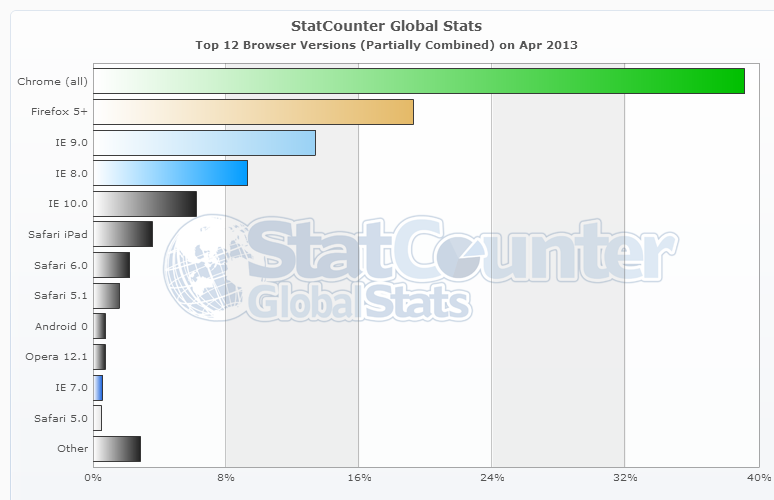 StatCounter Global Stats
Top 12 Browser Versions (Partially Combined) on Apr 2013
Chrome (all)
Firefox 5+
IE 9.0
IE 8.0
IE 10.0
Safari iPad
Safari 6.0
Safari 5.1
Android 0
Opera 12.1
IE 7.0
Safari 5.0
Other
StatCounter
GlobalStats
0% 8% 16% 24% 32% 40%